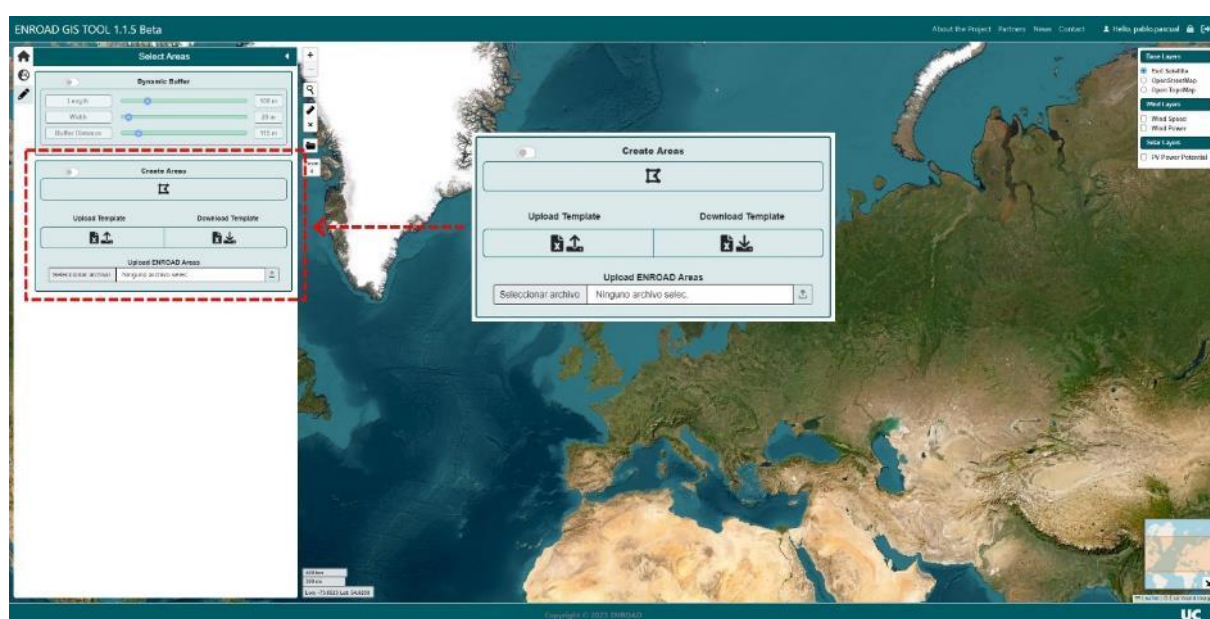 ENROAD GIS TOOL 1.1.5 Beta
About the Project Partners News Contact Hello, pablo.pascual
Select Areas
Dynamic Buffer
Length 100 m
Width
Buffer Distance 115 m
Create Areas
Upload Template Download Template
Upload ENROAD Areas
Seleccionar archivo Ninguno archivo selec.
Create Areas
Upload Template Download Template
Upload ENROAD Areas
Seleccionar archivo Ninguno archivo selec.
Base Layers
Esri Satellite
OpenStreetMap
Open TopoMap
Wind Layers
Wind Speed
Wind Power
Solar Layers
PV Power Potential
Copyright © 2023 ENROAD
UC